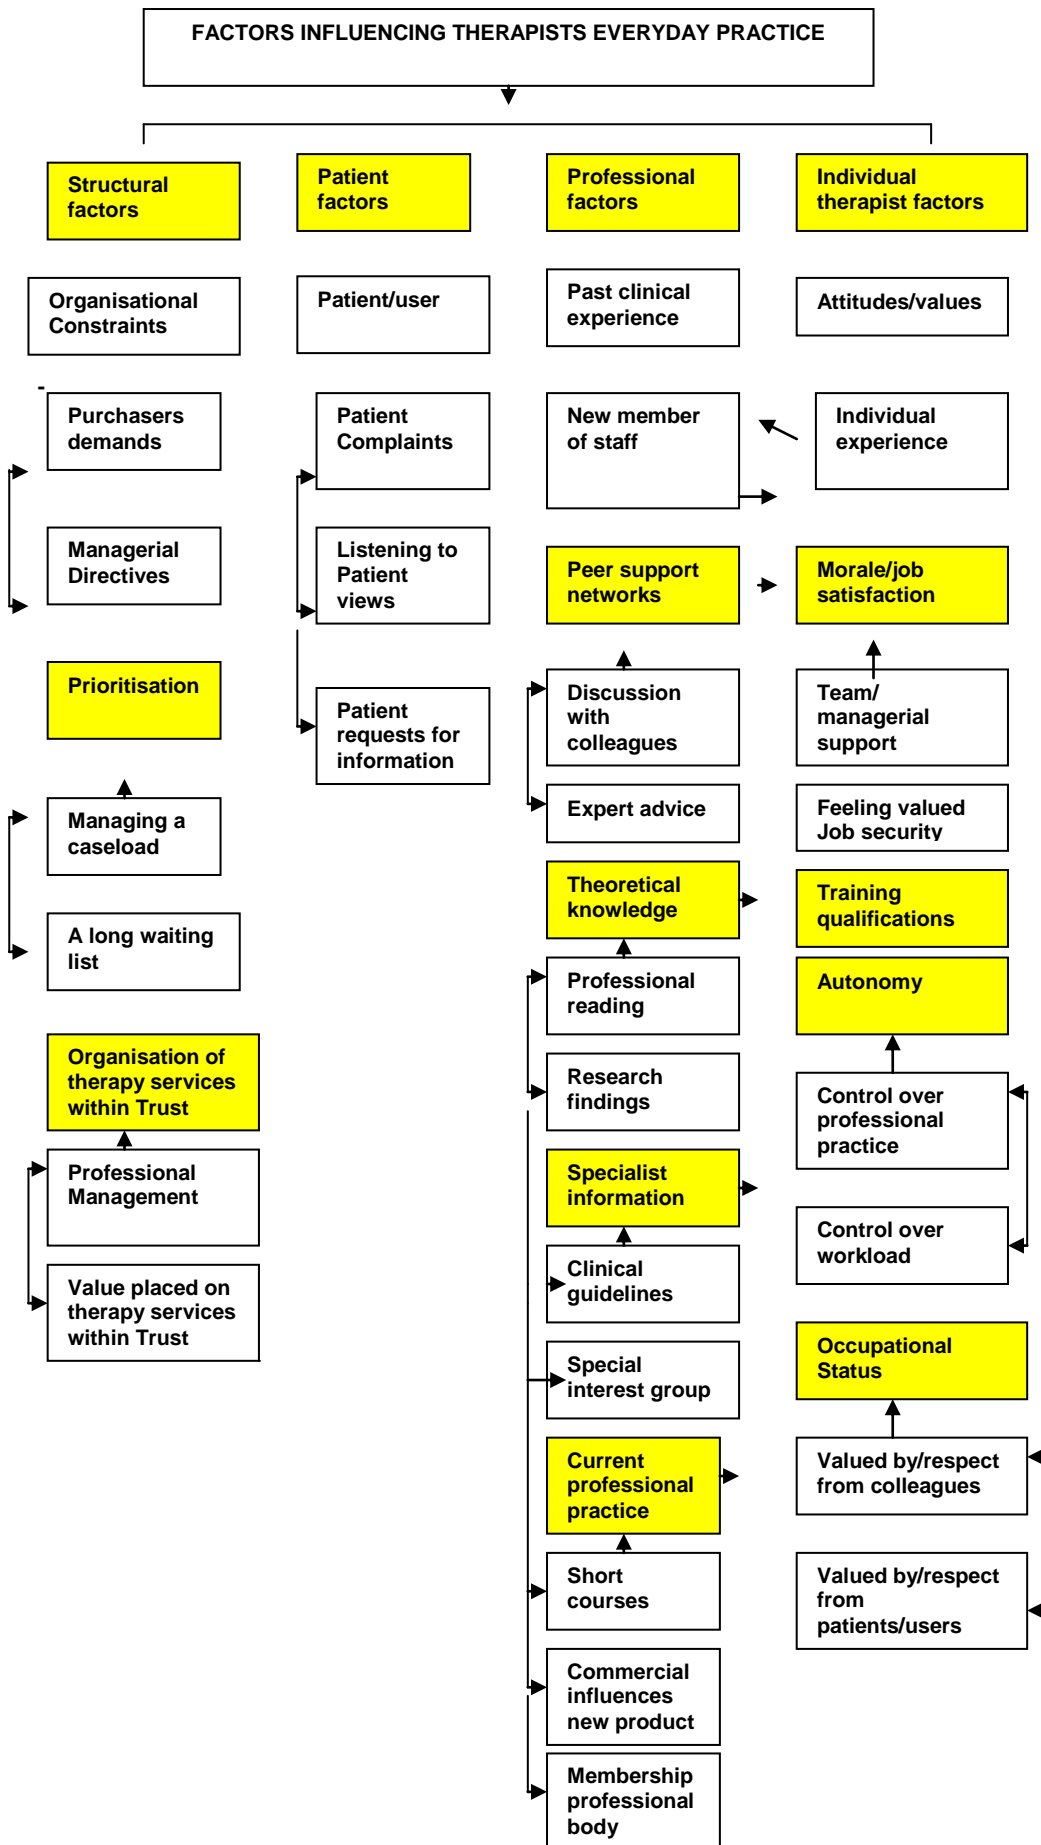 FACTORS INFLUENCING THERAPISTS EVERYDAY PRACTICE
Structural
factors
Organisational
Constraints
-
Purchasers
demands
Managerial
Directives
Prioritisation
Managing a
caseload
A long waiting
list
Organisation of
therapy services
within Trust
Professional
Management
Value placed on
therapy services
within Trust
Patient
factors
Patient/user
Patient
Complaints
Listening to
Patient
views
Patient
requests for
information
Professional
factors
Past clinical
experience
New member
of staff
Peer support
networks
Discussion
with
colleagues
Expert advice
Theoretical
knowledge
Professional
reading
Research
findings
Specialist
information
Clinical
guidelines
Special
interest group
Current
professional
practice
Short
courses
Commercial
influences
new product
Membership
professional
body
Individual
therapist factors
Attitudes/values
Individual
experience
Morale/job
satisfaction
Team/
managerial
support
Feeling valued
Job security
Training
qualifications
Autonomy
Control over
professional
practice
Control over
workload
Occupational
Status
Valued by/respect
from colleagues
Valued by/respect
from
patients/users